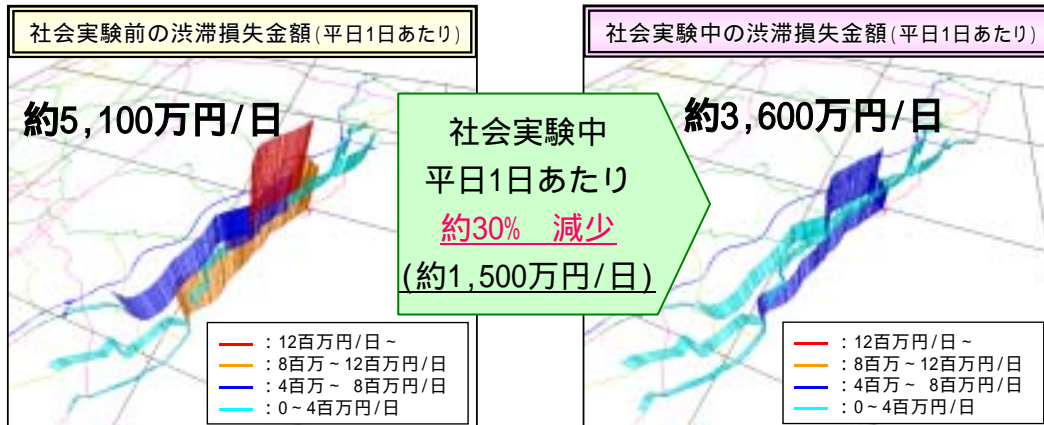 社会実験前の渋滞損失金額(平日1日あたり)
約5,100万円/日
:12百万円/日~
:8百万~12百万円/日
:4百万~ 8百万円/日
:0~4百万円/日
社会実験中
平日1日あたり
約30% 減少
(約1,500万円/日)
社会実験中の渋滞損失金額(平日1日あたり)
約3,600万円/日
:12百万円/日~
:8百万~12百万円/日
:4百万~ 8百万円/日
:0~4百万円/日